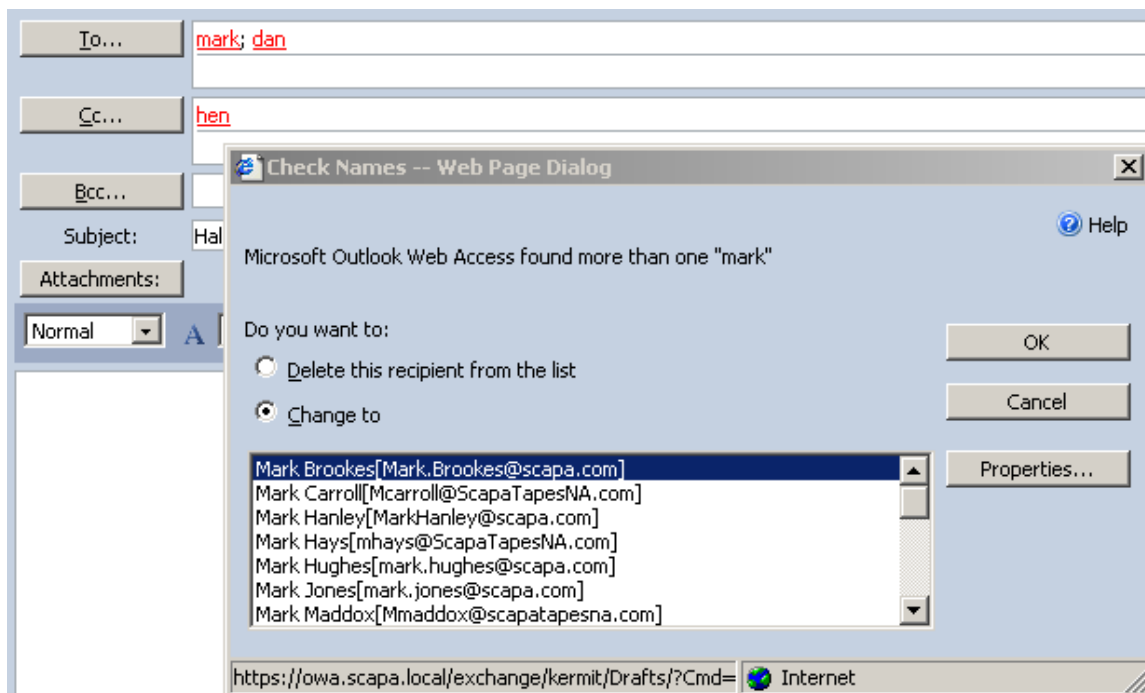 To... mark; dan
Cc... hen
Check Names -- Web Page Dialog
Bcc...
Help
Subject: Hal
Microsoft Outlook Web Access found more than one "mark"
Attachments:
Normal A
Do you want to:
OK
Delete this recipient from the list
Cancel
Change to
Mark Brookes[Mark.Brookes@scapa.com]
Properties...
Mark Carroll[Mcarroll@ScapaTapesNA.com]
Mark Hanley[MarkHanley@scapa.com]
Mark Hays[mhays@ScapaTapesNA.com]
Mark Hughes[mark.hughes@scapa.com]
Mark Jones[mark.jones@scapa.com]
Mark Maddox[Mmaddox@scapatapesna.com]
https://owa.scapa.local/exchange/kermit/Drafts/?Cmd= Internet